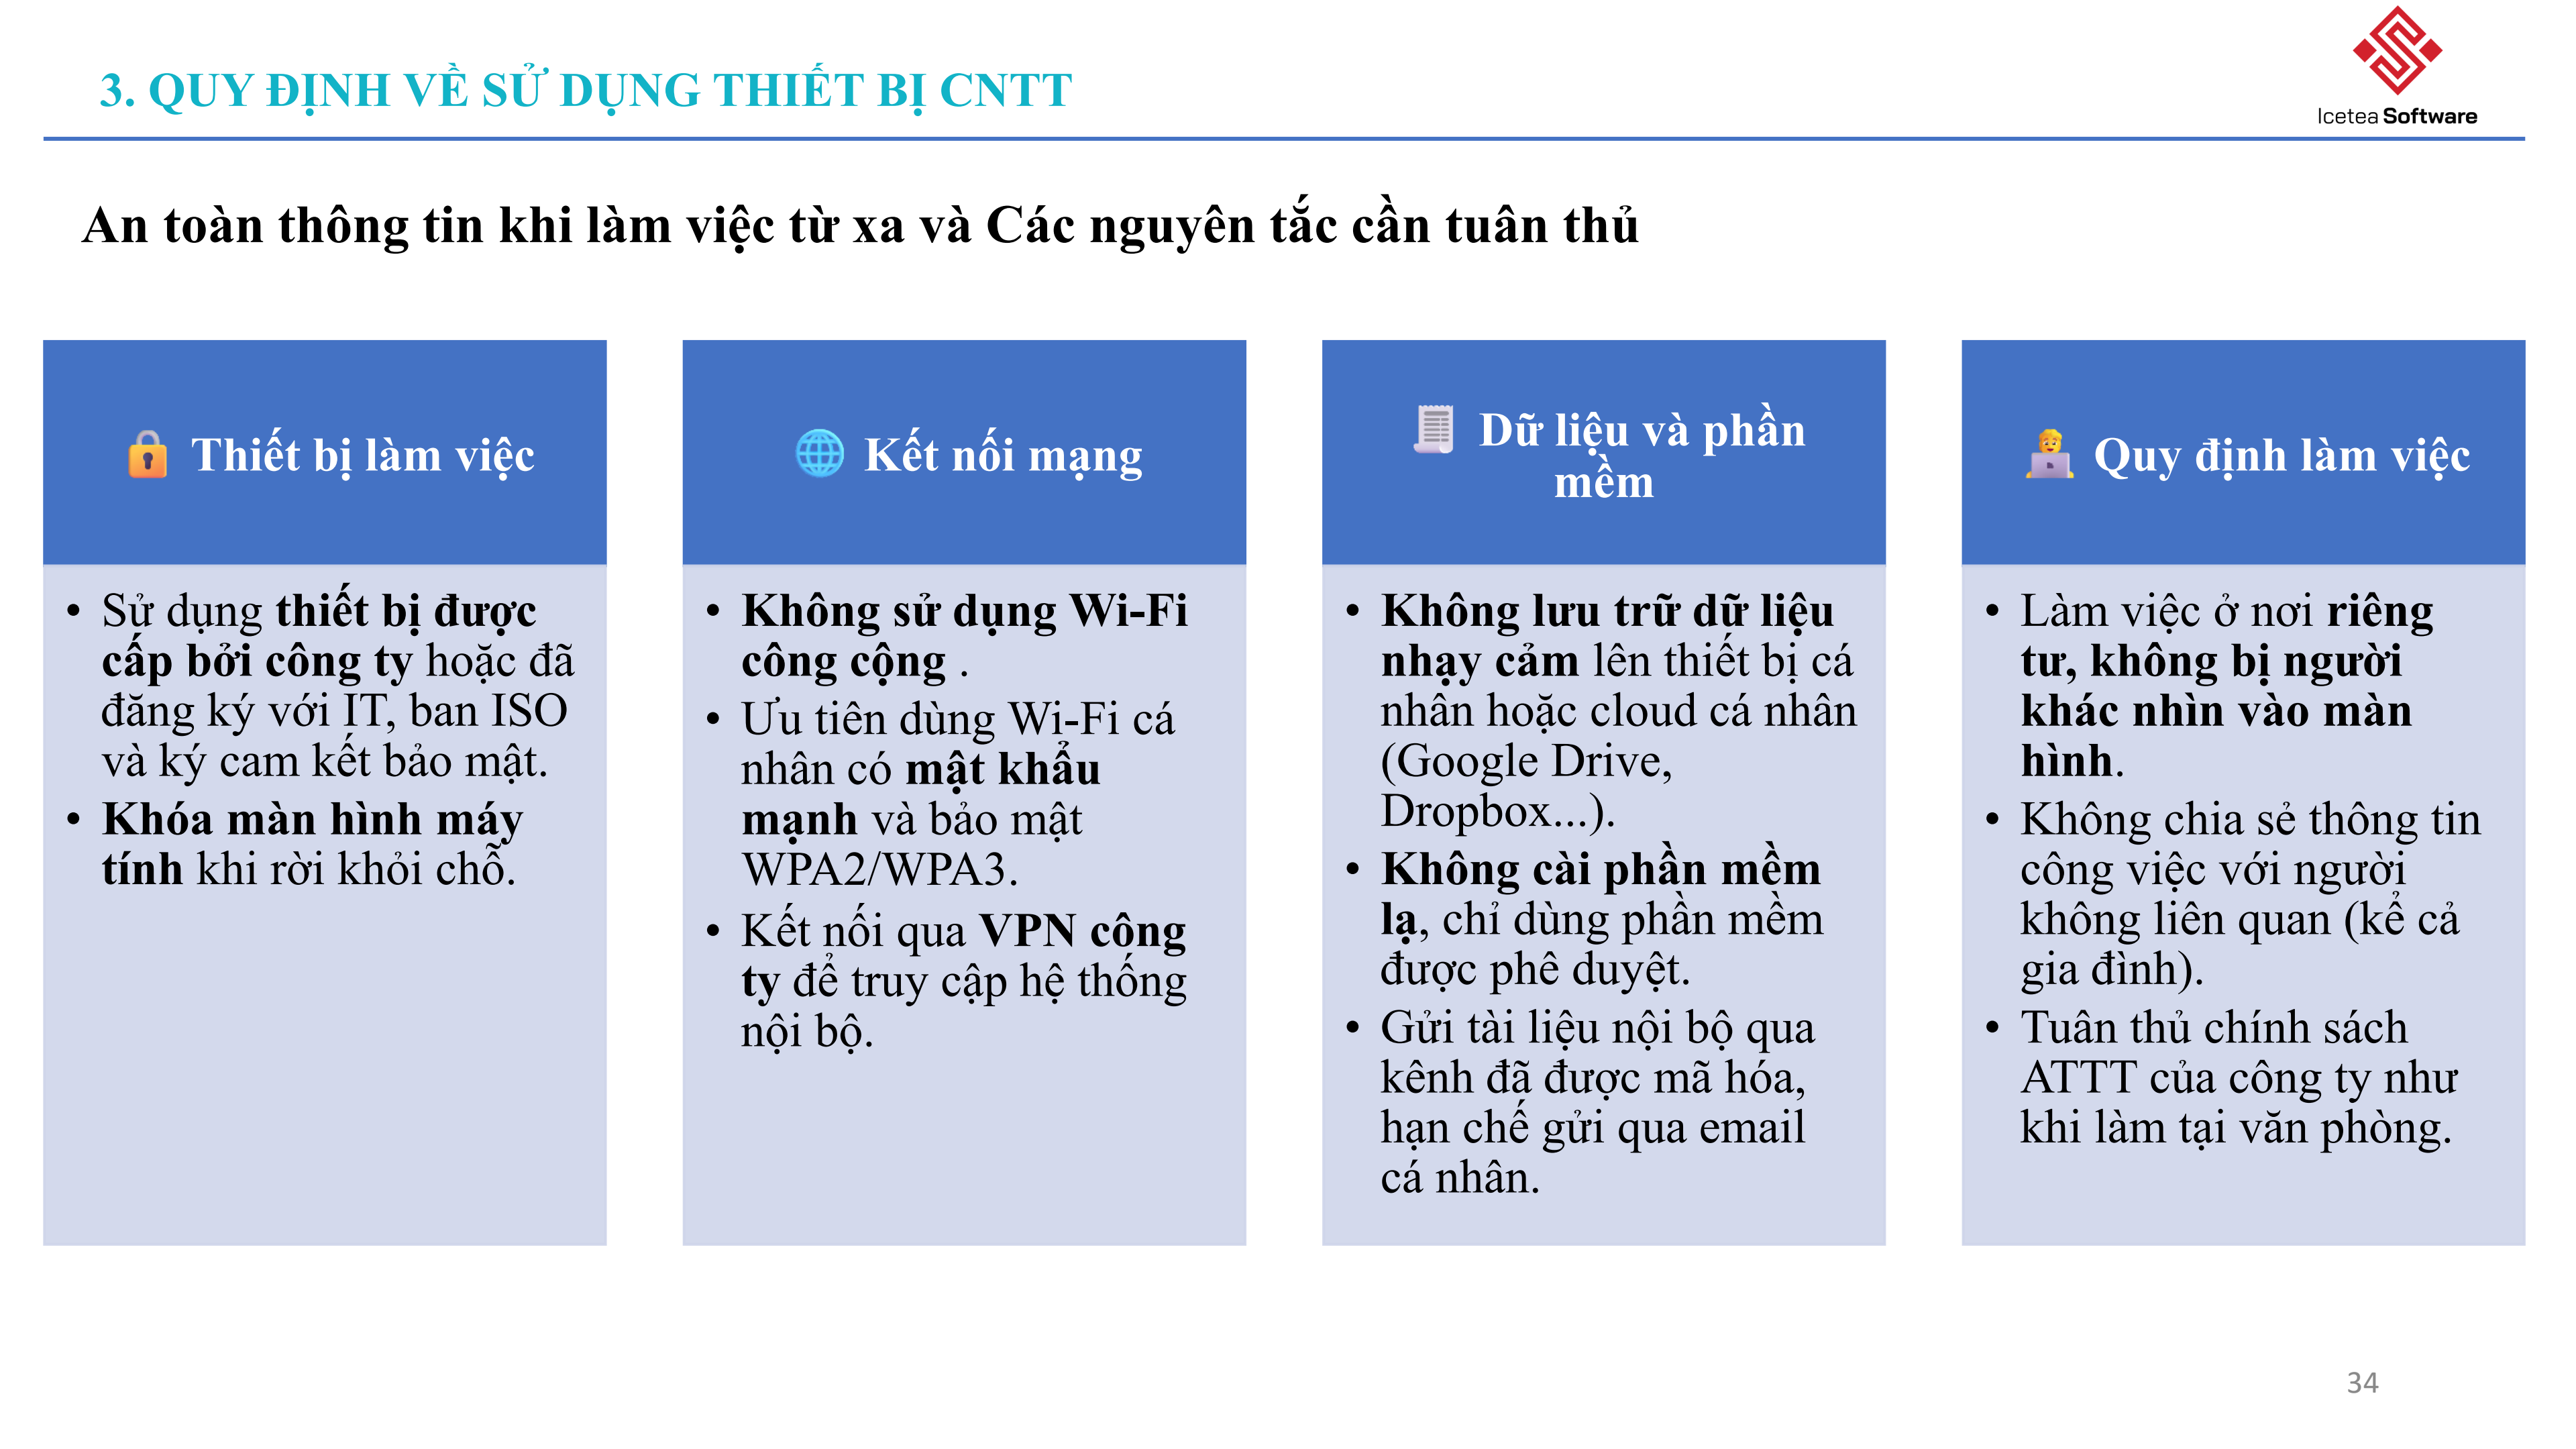 3. QUY ĐỊNH VỀ SỬ DỤNG THIẾT BỊ CNTT
Icetea Software
An toàn thông tin khi làm việc từ xa và Các nguyên tắc cần tuân thủ
Thiết bị làm việc
• Sử dụng thiết bị được
cấp bởi công ty hoặc đã
đăng ký với IT, ban ISO
và ký cam kết bảo mật.
• Khóa màn hình máy
tính khi rời khỏi chỗ.
Kết nối mạng
• Không sử dụng Wi-Fi
công cộng .
• Ưu tiên dùng Wi-Fi cá
nhân có mật khẩu
mạnh và bảo mật
WPA2/WPA3.
• Kết nối qua VPN công
ty để truy cập hệ thống
nội bộ.
Dữ liệu và phần
mềm
• Không lưu trữ dữ liệu
nhạy cảm lên thiết bị cá
nhân hoặc cloud cá nhân
(Google Drive,
Dropbox...).
• Không cài phần mềm
lạ, chỉ dùng phần mềm
được phê duyệt.
• Gửi tài liệu nội bộ qua
kênh đã được mã hóa,
hạn chế gửi qua email
cá nhân.
Quy định làm việc
• Làm việc ở nơi riêng
tư, không bị người
khác nhìn vào màn
hình.
• Không chia sẻ thông tin
công việc với người
không liên quan (kể cả
gia đình).
• Tuân thủ chính sách
ATTT của công ty như
khi làm tại văn phòng.
34